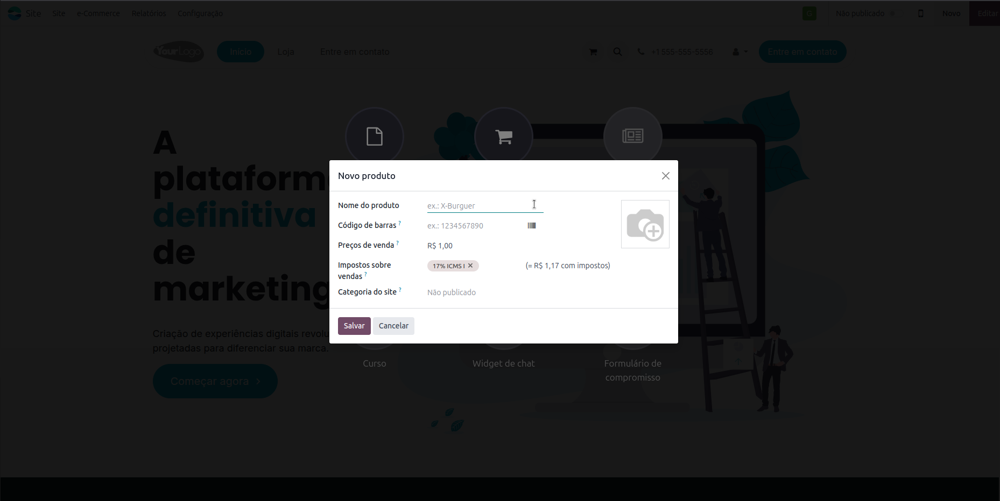 Site
Site
e-Commerce
Relatórios
Configuração
G
Não publicado
Novo
Editar
YourLogo
Início
Loja
Entre em contato
+1 555-555-5556
Entre em contato
A
plataforma
definitiva
de
marketing
Novo produto
Nome do produto
ex.: X-Burguer
Código de barras ?
ex.: 1234567890
Preços de venda ?
R$ 1,00
Impostos sobre
vendas ?
17% ICMS I
(= R$ 1,17 com impostos)
Categoria do site ?
Não publicado
Salvar
Cancelar
Criação de experiências digitais revolu
projetadas para diferenciar sua marca.
Começar agora
Curso
Widget de chat
Formulário de
compromisso